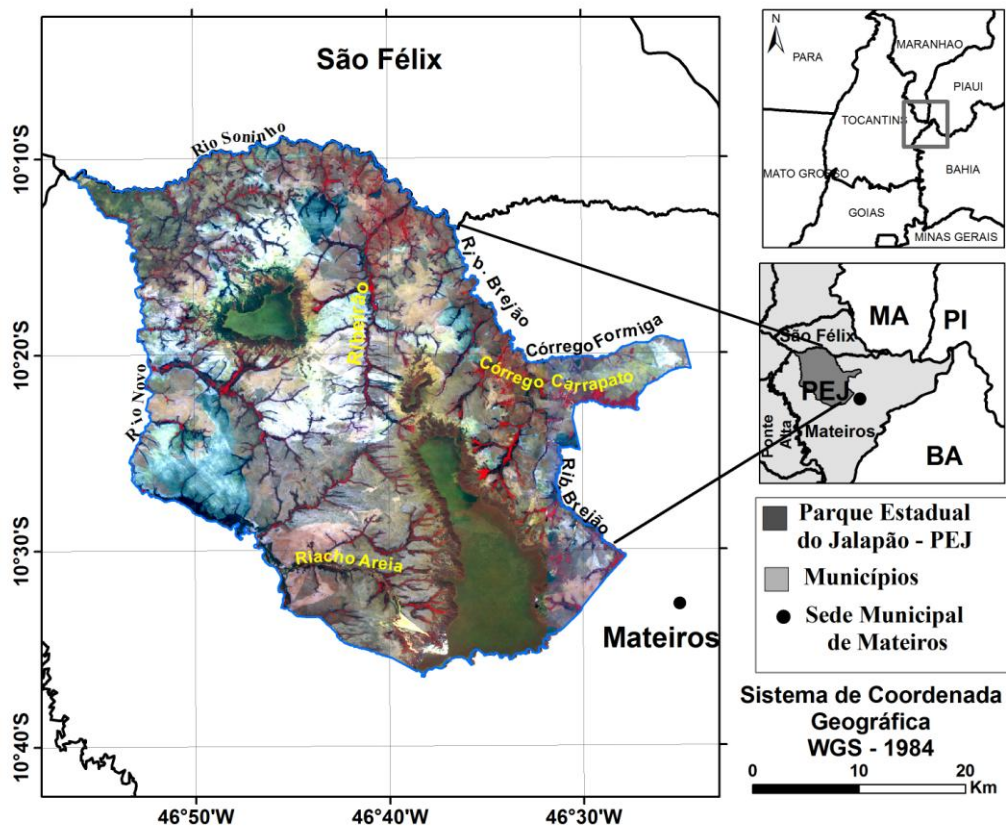 São Félix
Rio Soninho
Rib. Brejão
Ribeirão
Córrego Formiga
Córrego Carrapato
Rio Novo
Rib. Brejão
Riacho Areia
Mateiros
10°10'S
10°20'S
10°30'S
10°40'S
46°50'W
46°40'W
46°30'W
N
MARANHAO
PARA
PIAUI
TOCANTINS
BAHIA
MATO GROSSO
GOIAS
MINAS GERAIS
MA
PI
São Félix
PEJ
Ponte
Alta
Mateiros
BA
Parque Estadual
do Jalapão - PEJ
Municípios
Sede Municipal
de Mateiros
Sistema de Coordenada
Geográfica
WGS - 1984
0 10 20
Km